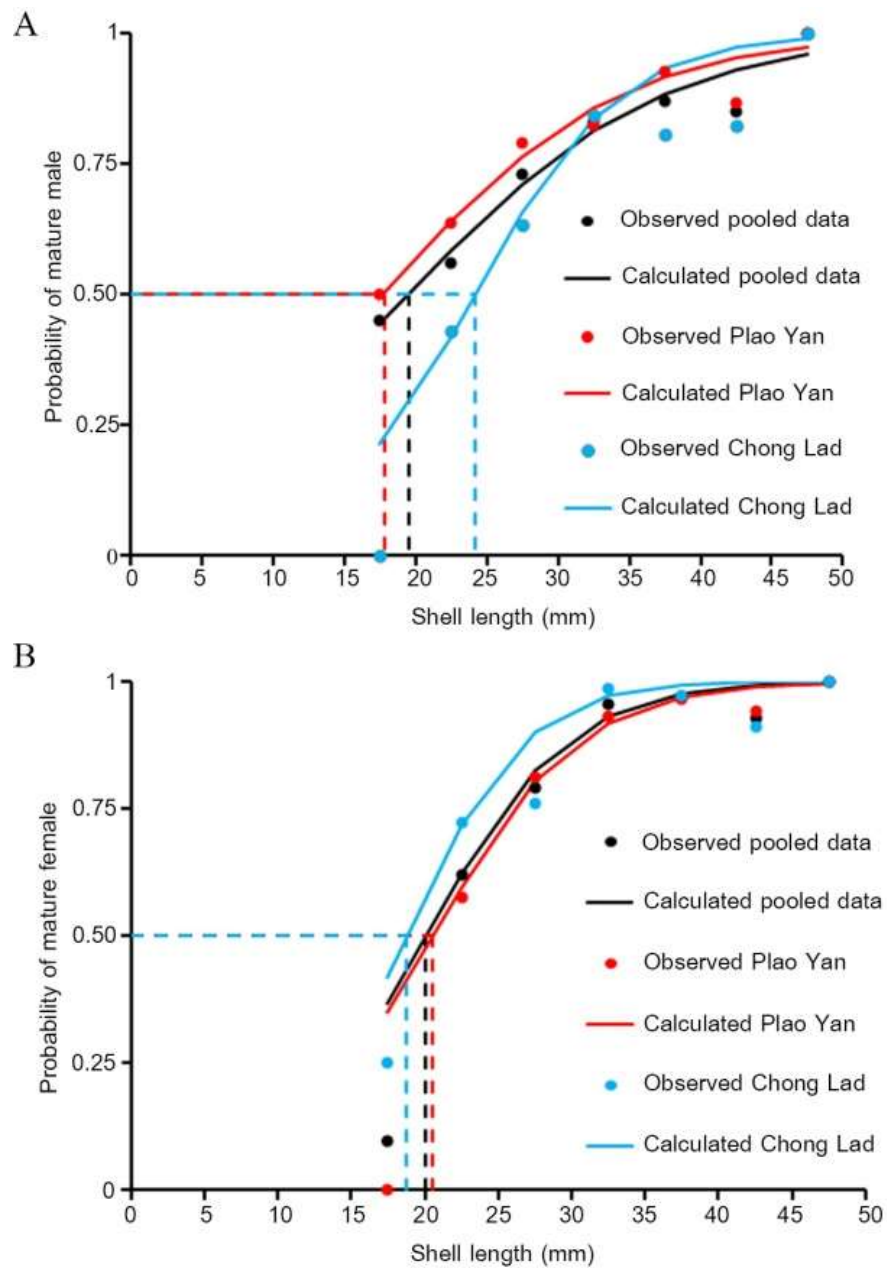 A
1
0.75
0.50
0.25
0
Probability of mature male
Observed pooled data
Calculated pooled data
Observed Plao Yan
Calculated Plao Yan
Observed Chong Lad
Calculated Chong Lad
0 5 10 15 20 25 30 35 40 45 50
Shell length (mm)
B
1
0.75
0.50
0.25
0
Probability of mature female
Observed pooled data
Calculated pooled data
Observed Plao Yan
Calculated Plao Yan
Observed Chong Lad
Calculated Chong Lad
0 5 10 15 20 25 30 35 40 45 50
Shell length (mm)